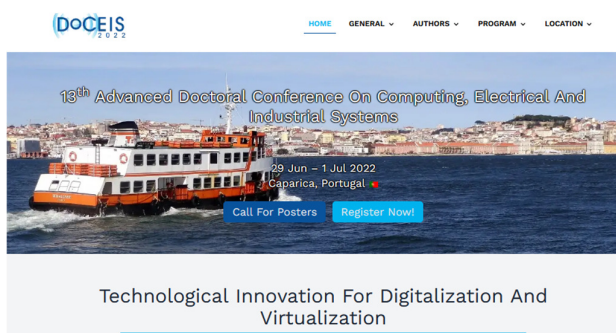 DoCEIS
2022
HOME GENERAL AUTHORS PROGRAM LOCATION
13th Advanced Doctoral Conference On Computing, Electrical And
Industrial Systems
29 Jun – 1 Jul 2022
Caparica, Portugal
Call For Posters Register Now!
Technological Innovation For Digitalization And
Virtualization